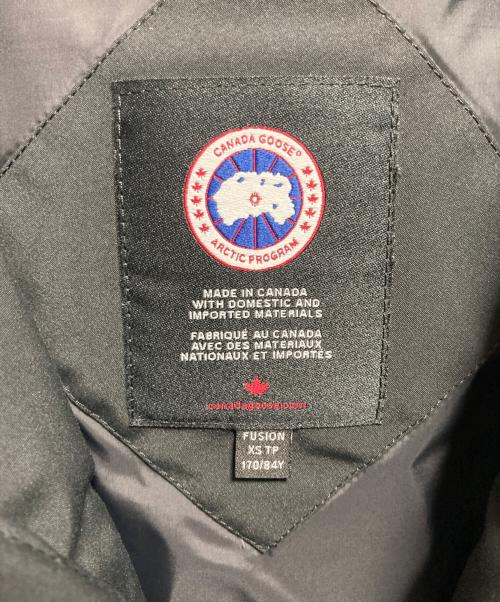 CANADA GOOSE®
ARCTIC PROGRAM
MADE IN CANADA
WITH DOMESTIC AND
IMPORTED MATERIALS
FABRIQUÉ AU CANADA
AVEC DES MATERIAUX
NATIONAUX ET IMPORTÉS
canadagoose.com
FUSION
XS TP
170/84Y